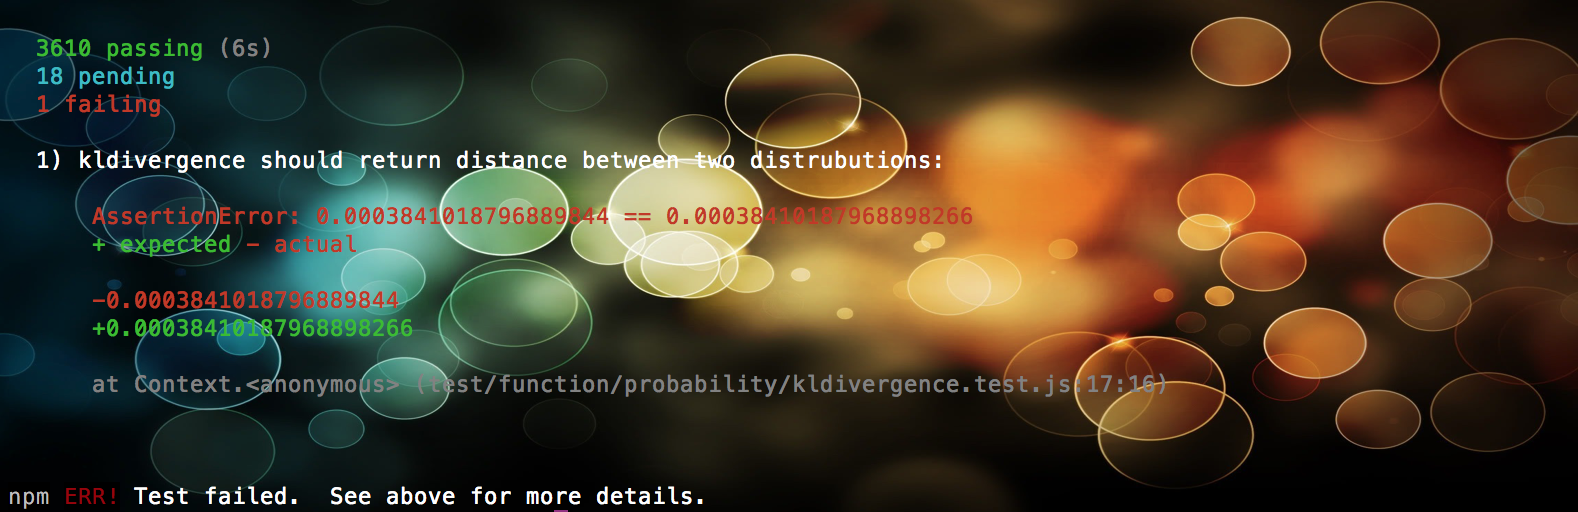 3610 passing (6s)
18 pending
1 failing
1) kldivergence should return distance between two distrubutions:
AssertionError: 0.0003841018796889844 == 0.00038410187968898266
+ expected - actual
-0.0003841018796889844
+0.00038410187968898266
at Context.<anonymous> (test/function/probability/kldivergence.test.js:17:16)
npm ERR! Test failed.  See above for more details.